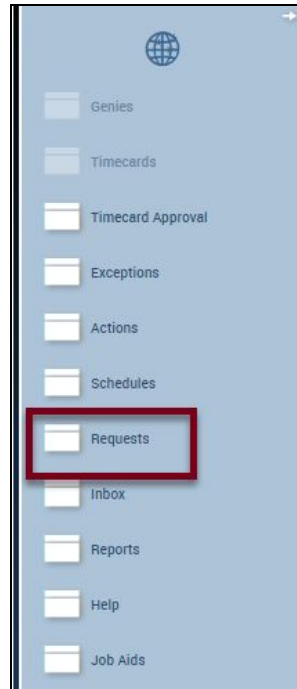 Genies
Timecards
Timecard Approval
Exceptions
Actions
Schedules
Requests
Inbox
Reports
Help
Job Aids